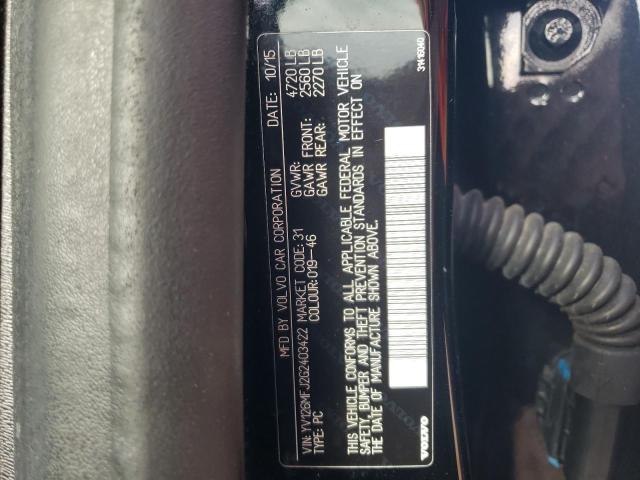 MFD BY VOLVO CAR CORPORATION DATE: 10/15
VIN: YV126MFJ2G2403422 MARKET CODE: 31 GVWR: 4720 LB
TYPE: PC COLOUR: 019-46 GAWR FRONT: 2560 LB
GAWR REAR: 2270 LB
THIS VEHICLE CONFORMS TO ALL APPLICABLE FEDERAL MOTOR VEHICLE
SAFETY, BUMPER AND THEFT PREVENTION STANDARDS IN EFFECT ON
THE DATE OF MANUFACTURE SHOWN ABOVE.
VOLVO 31416040